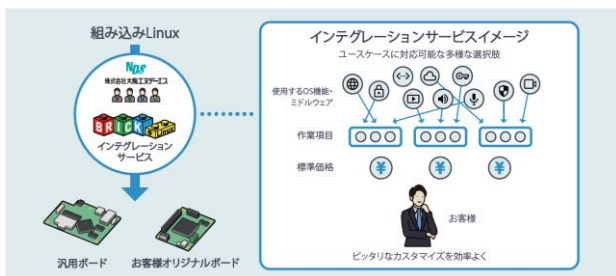 組み込みLinux
NDS
株式会社大阪エヌデーエス
BRICK
インテグレーション
サービス
汎用ボード
お客様オリジナルボード
インテグレーションサービスイメージ
ユースケースに対応可能な多様な選択肢
使用するOS機能・
ミドルウェア
作業項目
標準価格
¥ ¥ ¥
お客様
ピッタリなカスタマイズを効率よく